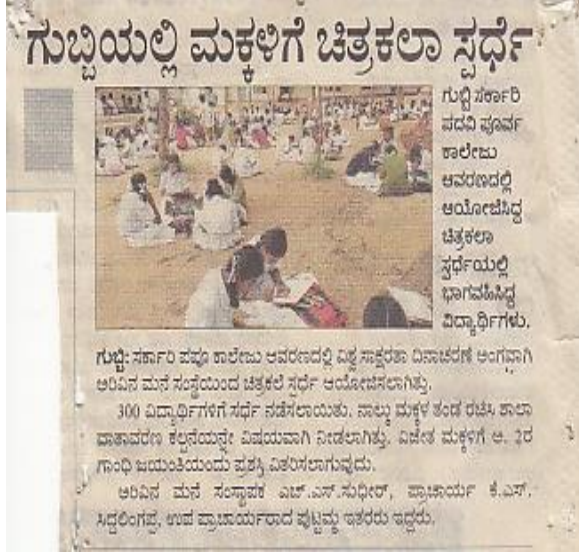 ಗುಬ್ಬಿಯಲ್ಲಿ ಮಕ್ಕಳಿಗೆ ಚಿತ್ರಕಲಾ ಸ್ಪರ್ಧೆ
ಗುಬ್ಬಿ ಸರ್ಕಾರಿ
ಪದವಿ ಪೂರ್ವ
ಕಾಲೇಜು
ಆವರಣದಲ್ಲಿ
ಆಯೋಜಿಸಿದ್ದ
ಚಿತ್ರಕಲಾ
ಸ್ಪರ್ಧೆಯಲ್ಲಿ
ಭಾಗವಹಿಸಿದ್ದ
ವಿದ್ಯಾರ್ಥಿಗಳು.
ಗುಬ್ಬಿ: ಸರ್ಕಾರಿ ಪಪೂ ಕಾಲೇಜು ಆವರಣದಲ್ಲಿ ವಿಶ್ವ ಸಾಕ್ಷರತಾ ದಿನಾಚರಣೆ ಅಂಗವಾಗಿ
ಅರಿವಿನ ಮನೆ ಸಂಸ್ಥೆಯಿಂದ ಚಿತ್ರಕಲೆ ಸ್ಪರ್ಧೆ ಆಯೋಜಿಸಲಾಗಿತ್ತು.
300 ವಿದ್ಯಾರ್ಥಿಗಳಿಗೆ ಸ್ಪರ್ಧೆ ನಡೆಸಲಾಯಿತು. ನಾಲ್ಕು ಮಕ್ಕಳ ತಂಡ ರಚಿಸಿ ಶಾಲಾ
ವಾತಾವರಣ ಕಲ್ಪನೆಯನ್ನೇ ವಿಷಯವಾಗಿ ನೀಡಲಾಗಿತ್ತು. ವಿಜೇತ ಮಕ್ಕಳಿಗೆ ಅ. 2ರ
ಗಾಂಧಿ ಜಯಂತಿಯಂದು ಪ್ರಶಸ್ತಿ ವಿತರಿಸಲಾಗುವುದು.
ಅರಿವಿನ ಮನೆ ಸಂಸ್ಥಾಪಕ ಎಚ್.ಎಸ್.ಸುಧೀರ್, ಪ್ರಾಚಾರ್ಯ ಕೆ.ಎಸ್.
ಸಿದ್ದಲಿಂಗಪ್ಪ, ಉಪ ಪ್ರಾಚಾರ್ಯರಾದ ಪುಟ್ಟಮ್ಮ ಇತರರು ಇದ್ದರು.